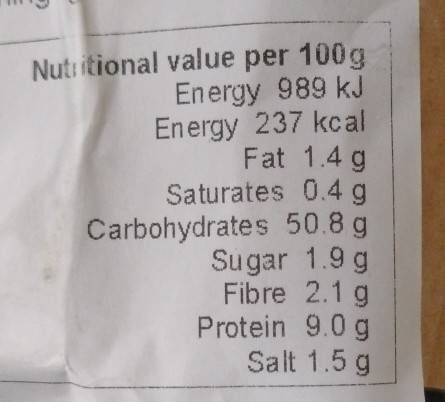 Nutritional value per 100g
Energy 989 kJ
Energy 237 kcal
Fat 1.4 g
Saturates 0.4 g
Carbohydrates 50.8 g
Sugar 1.9 g
Fibre 2.1 g
Protein 9.0 g
Salt 1.5 g